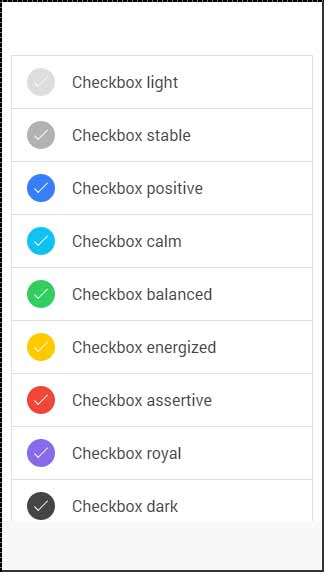 Checkbox light
Checkbox stable
Checkbox positive
Checkbox calm
Checkbox balanced
Checkbox energized
Checkbox assertive
Checkbox royal
Checkbox dark